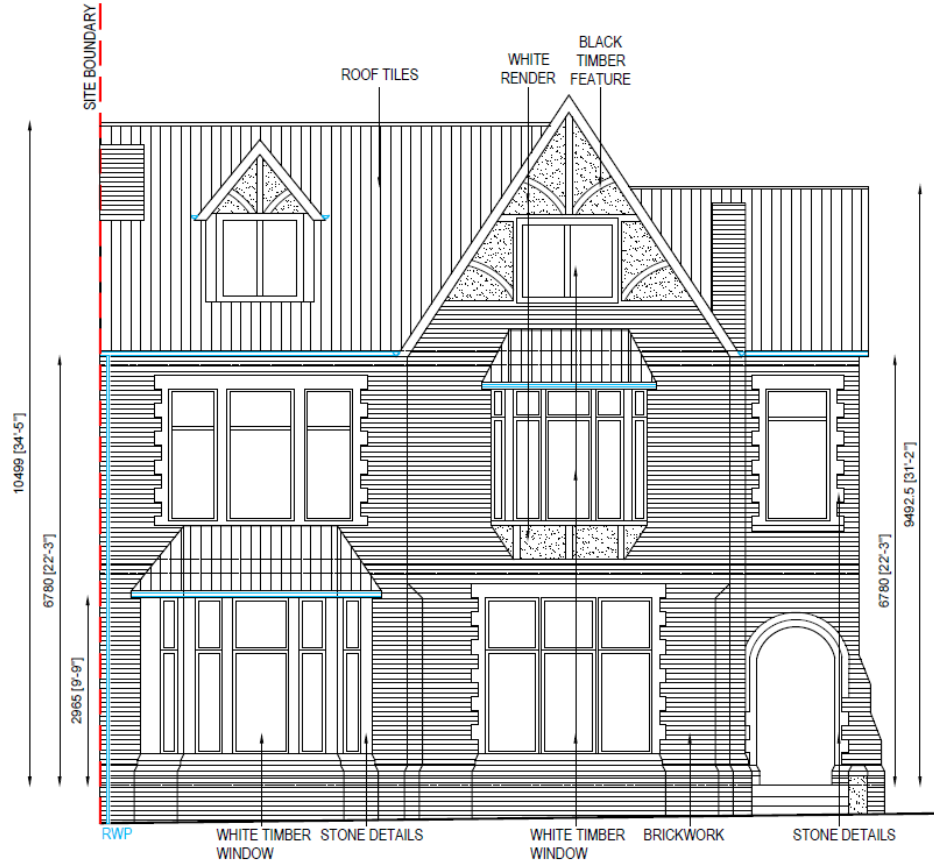 SITE BOUNDARY
ROOF TILES
WHITE
RENDER
BLACK
TIMBER
FEATURE
10499 [34'-5"]
6780 [22'-3"]
2965 [9'-9"]
9492.5 [31'-2"]
6780 [22'-3"]
RWP
WHITE TIMBER
WINDOW
STONE DETAILS
WHITE TIMBER
WINDOW
BRICKWORK
STONE DETAILS